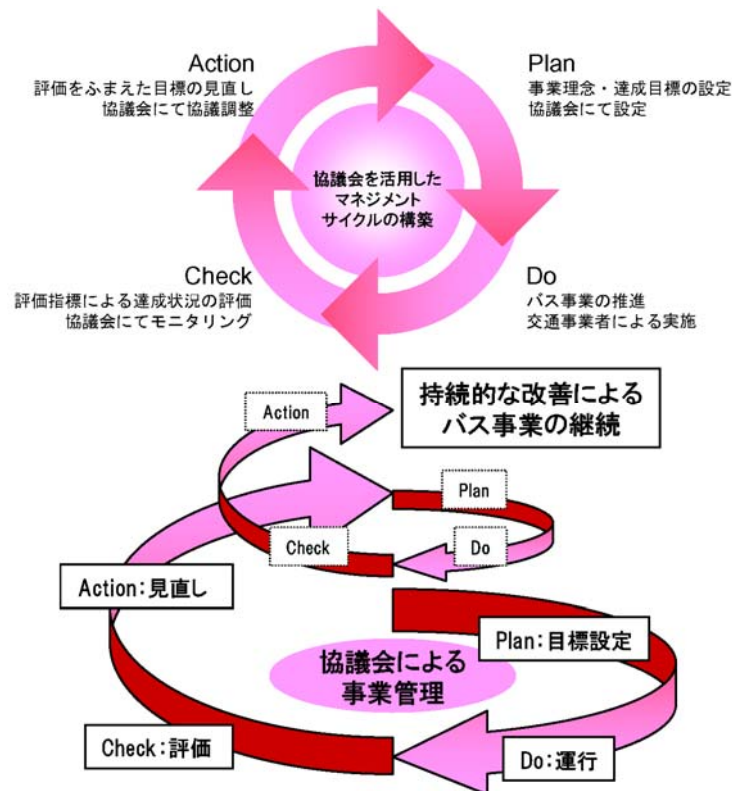 Action
評価をふまえた目標の見直し
協議会にて協議調整
Plan
事業理念・達成目標の設定
協議会にて設定
協議会を活用した
マネジメント
サイクルの構築
Check
評価指標による達成状況の評価
協議会にてモニタリング
Do
バス事業の推進
交通事業者による実施
持続的な改善による
バス事業の継続
Action
Plan
Check
Do
Action:見直し
Plan:目標設定
協議会による
事業管理
Check:評価
Do:運行